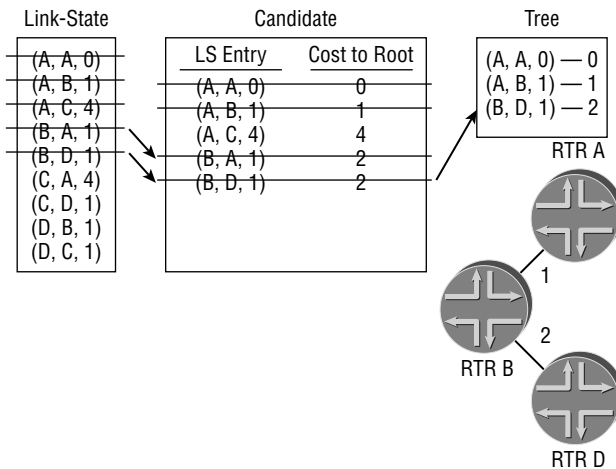 Link-State
(A, A, 0)
(A, B, 1)
(A, C, 4)
(B, A, 1)
(B, D, 1)
(C, A, 4)
(C, D, 1)
(D, B, 1)
(D, C, 1)
Candidate
LS Entry Cost to Root
(A, A, 0) 0
(A, B, 1) 1
(A, C, 4) 4
(B, A, 1) 2
(B, D, 1) 2
Tree
(A, A, 0) — 0
(A, B, 1) — 1
(B, D, 1) — 2
RTR A
1
RTR B
2
RTR D